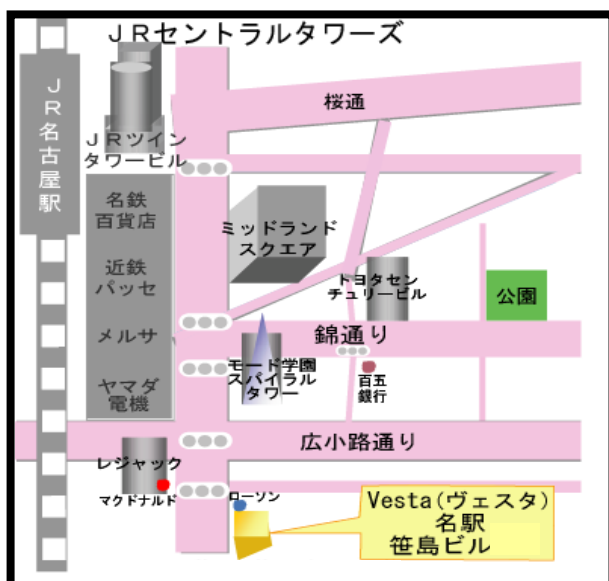 JRセントラルタワーズ
JR名古屋駅
桜通
JRツイン
タワービル
名鉄
百貨店
ミッドランド
スクエア
近鉄
パッセ
トヨタセン
チュリービル
公園
メルサ
錦通り
モード学園
スパイラル
タワー
百五
銀行
ヤマダ
電機
広小路通り
レジャック
マクドナルド
ローソン
Vesta(ヴェスタ)
名駅
笹島ビル